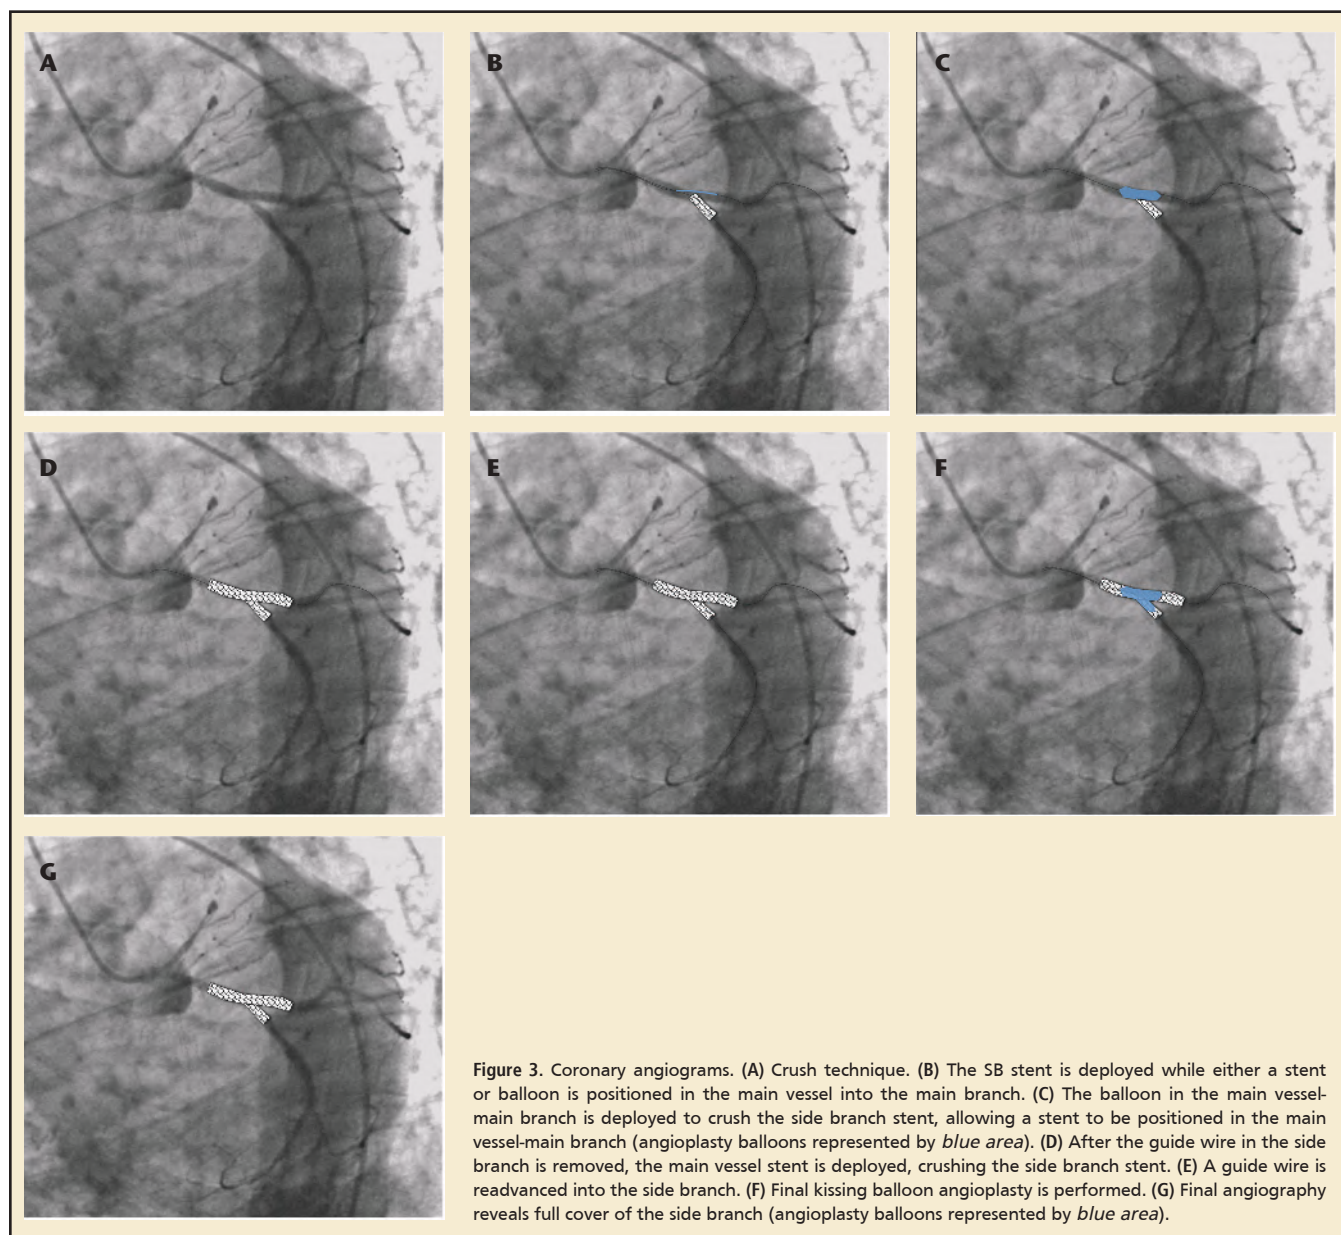 A
B
C
D
E
F
G
Figure 3. Coronary angiograms. (A) Crush technique. (B) The SB stent is deployed while either a stent
or balloon is positioned in the main vessel into the main branch. (C) The balloon in the main vessel-
main branch is deployed to crush the side branch stent, allowing a stent to be positioned in the main
vessel-main branch (angioplasty balloons represented by blue area). (D) After the guide wire in the side
branch is removed, the main vessel stent is deployed, crushing the side branch stent. (E) A guide wire is
readvanced into the side branch. (F) Final kissing balloon angioplasty is performed. (G) Final angiography
reveals full cover of the side branch (angioplasty balloons represented by blue area).